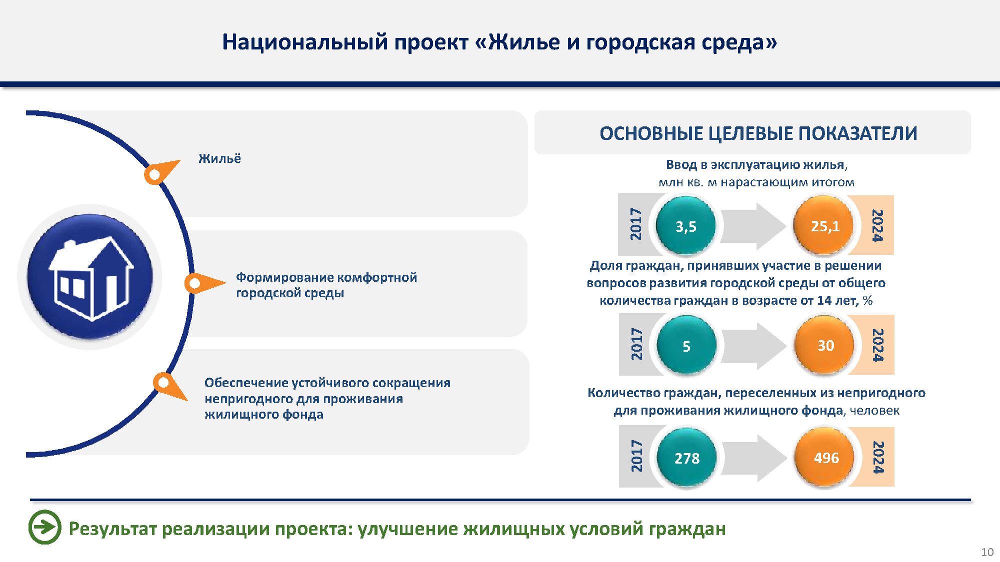 Национальный проект «Жилье и городская среда»
Жильё
Формирование комфортной
городской среды
Обеспечение устойчивого сокращения
непригодного для проживания
жилищного фонда
ОСНОВНЫЕ ЦЕЛЕВЫЕ ПОКАЗАТЕЛИ
Ввод в эксплуатацию жилья,
млн кв. м нарастающим итогом
2017 3,5 25,1 2024
Доля граждан, принявших участие в решении
вопросов развития городской среды от общего
количества граждан в возрасте от 14 лет, %
2017 5 30 2024
Количество граждан, переселенных из непригодного
для проживания жилищного фонда, человек
2017 278 496 2024
Результат реализации проекта: улучшение жилищных условий граждан
10